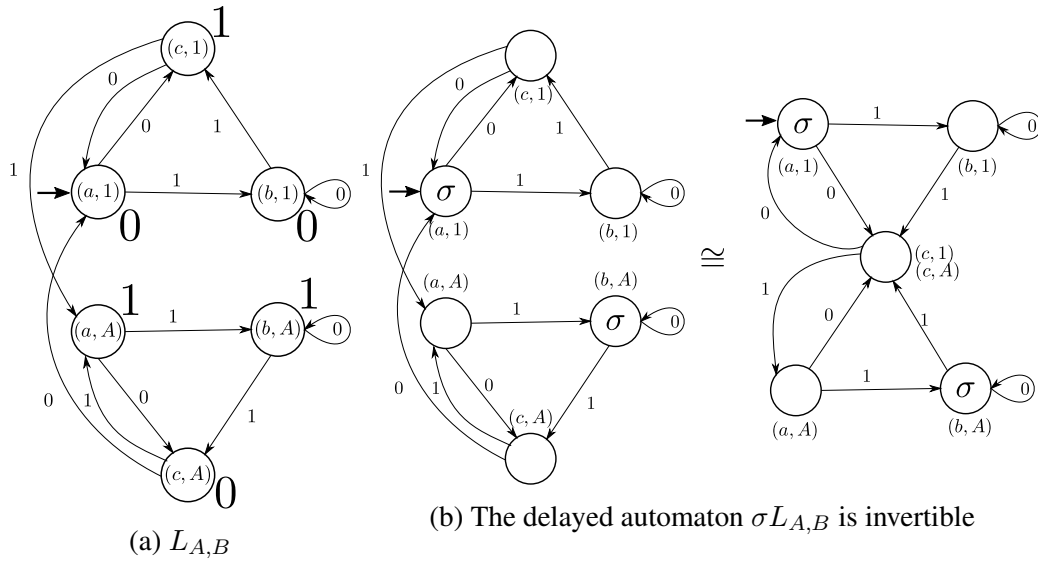 (c, 1) 1
0
0
1
1
(a, 1) 0
1
(b, 1) 0
0
(a, A) 1
1
(b, A) 1
0
0
0
1
1
(c, A) 0
(a) L_{A,B}
(c, 1)
0
0
1
1
σ
(a, 1)
1
(b, 1)
0
(a, A)
1
(b, A)
σ
0
0
0
1
1
(c, A)
≅
σ
(a, 1)
1
(b, 1)
0
0
0
1
(c, 1)
(c, A)
1
0
1
(a, A)
1
σ
(b, A)
0
(b) The delayed automaton σL_{A,B} is invertible